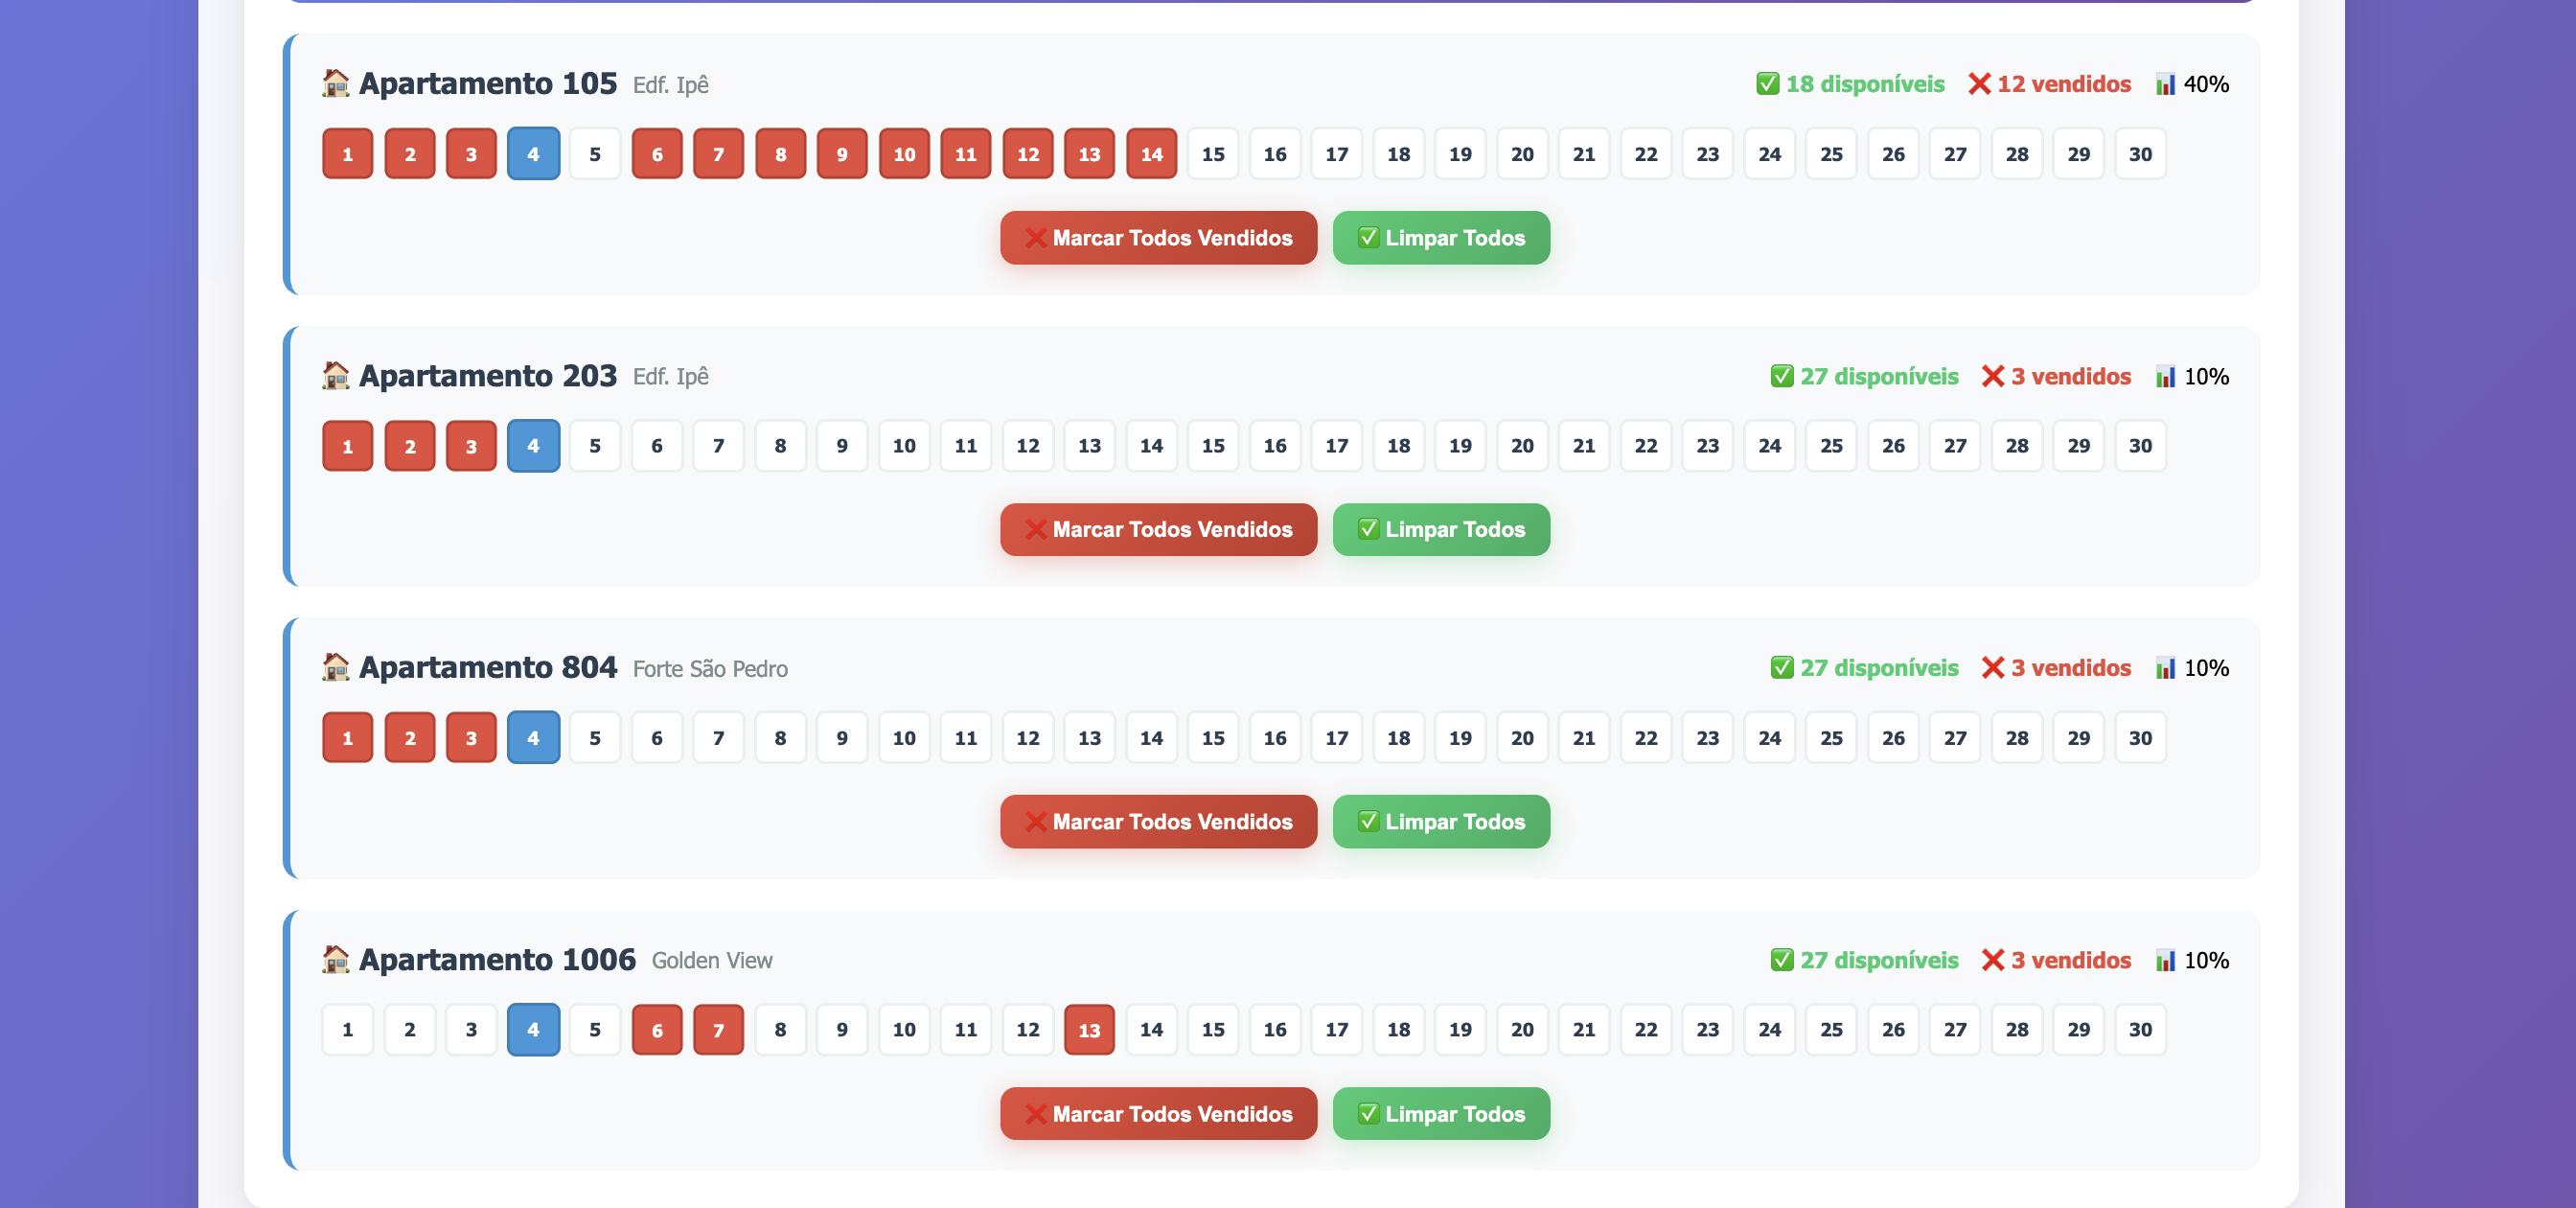 Apartamento 105 Edf. Ipê 18 disponíveis 12 vendidos 40%
1 2 3 4 5 6 7 8 9 10 11 12 13 14 15 16 17 18 19 20 21 22 23 24 25 26 27 28 29 30
Marcar Todos Vendidos Limpar Todos
Apartamento 203 Edf. Ipê 27 disponíveis 3 vendidos 10%
1 2 3 4 5 6 7 8 9 10 11 12 13 14 15 16 17 18 19 20 21 22 23 24 25 26 27 28 29 30
Marcar Todos Vendidos Limpar Todos
Apartamento 804 Forte São Pedro 27 disponíveis 3 vendidos 10%
1 2 3 4 5 6 7 8 9 10 11 12 13 14 15 16 17 18 19 20 21 22 23 24 25 26 27 28 29 30
Marcar Todos Vendidos Limpar Todos
Apartamento 1006 Golden View 27 disponíveis 3 vendidos 10%
1 2 3 4 5 6 7 8 9 10 11 12 13 14 15 16 17 18 19 20 21 22 23 24 25 26 27 28 29 30
Marcar Todos Vendidos Limpar Todos